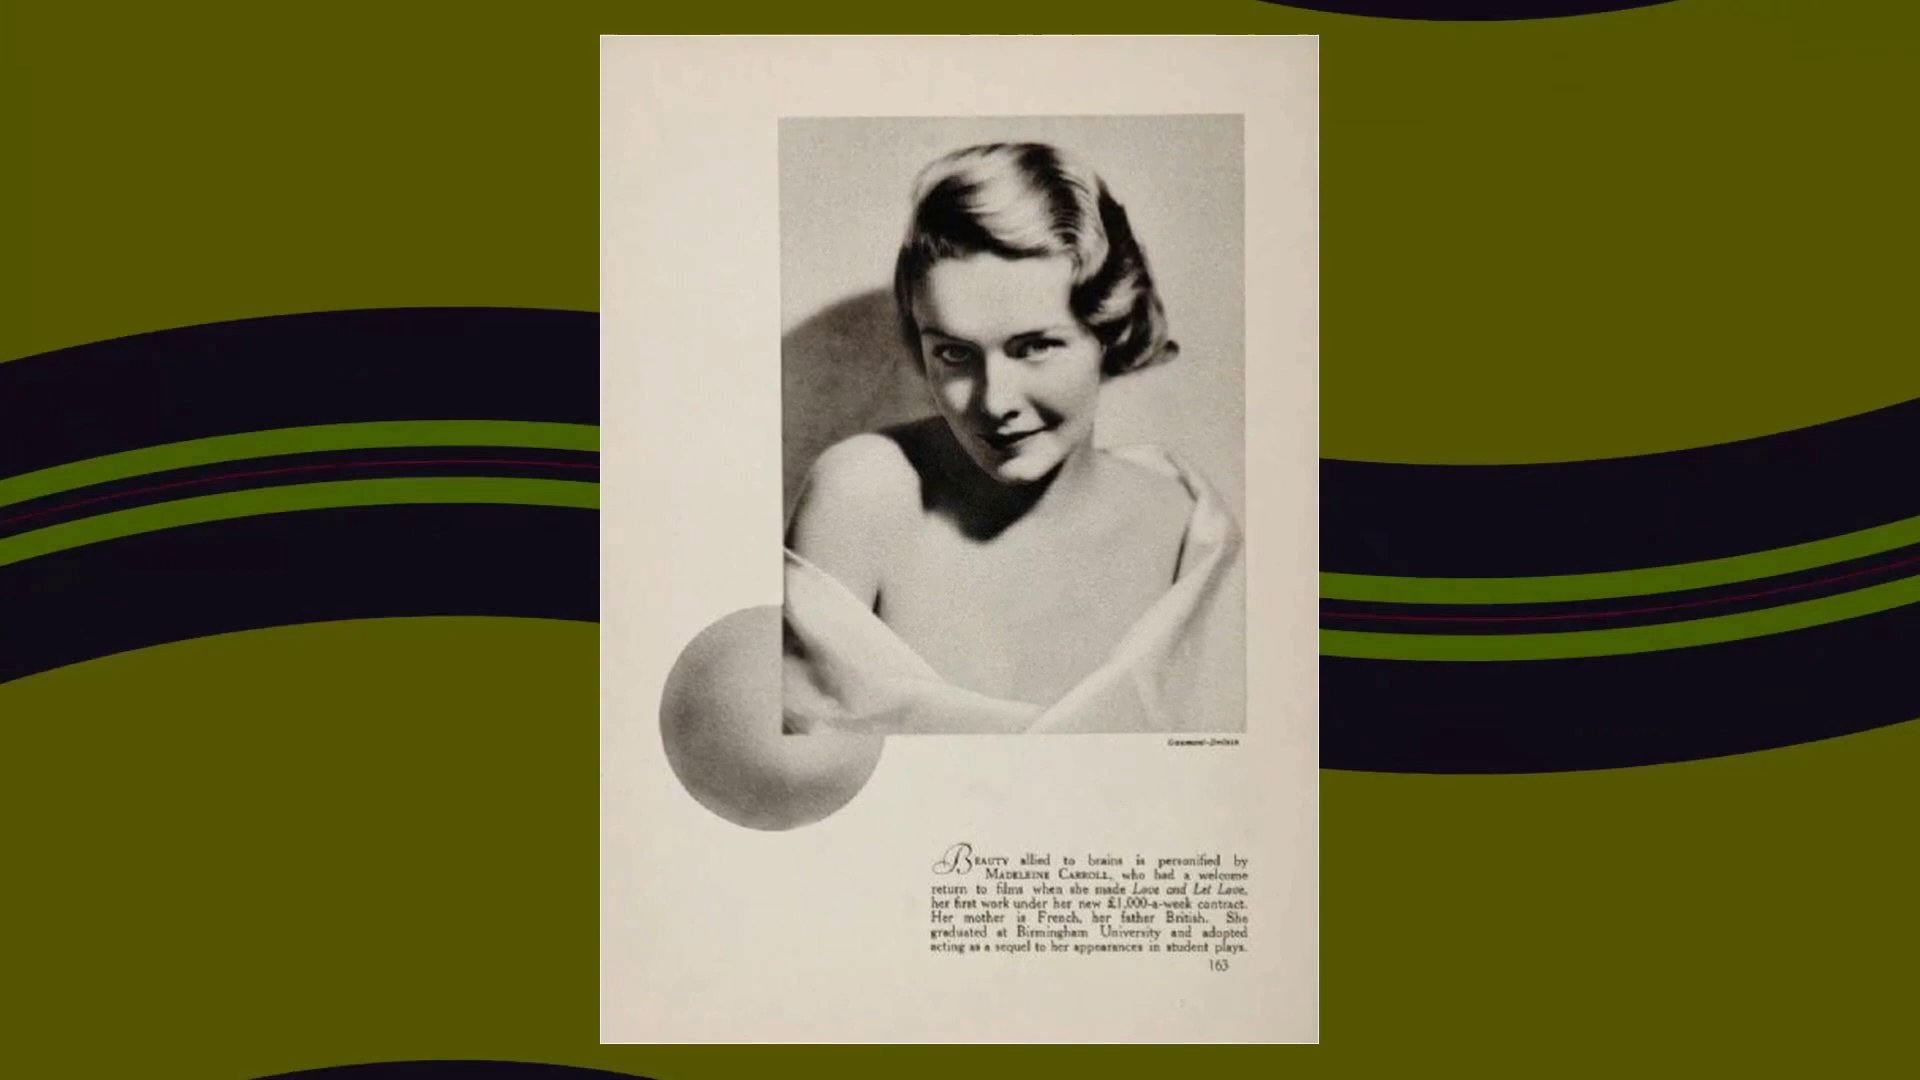 Gaumont-British
BEAUTY allied to brains is personified by
MADELEINE CARROLL, who had a welcome
return to films when she made Love and Let Love,
her first work under her new £1,000-a-week contract.
Her mother is French, her father British. She
graduated at Birmingham University and adopted
acting as a sequel to her appearances in student plays.
163